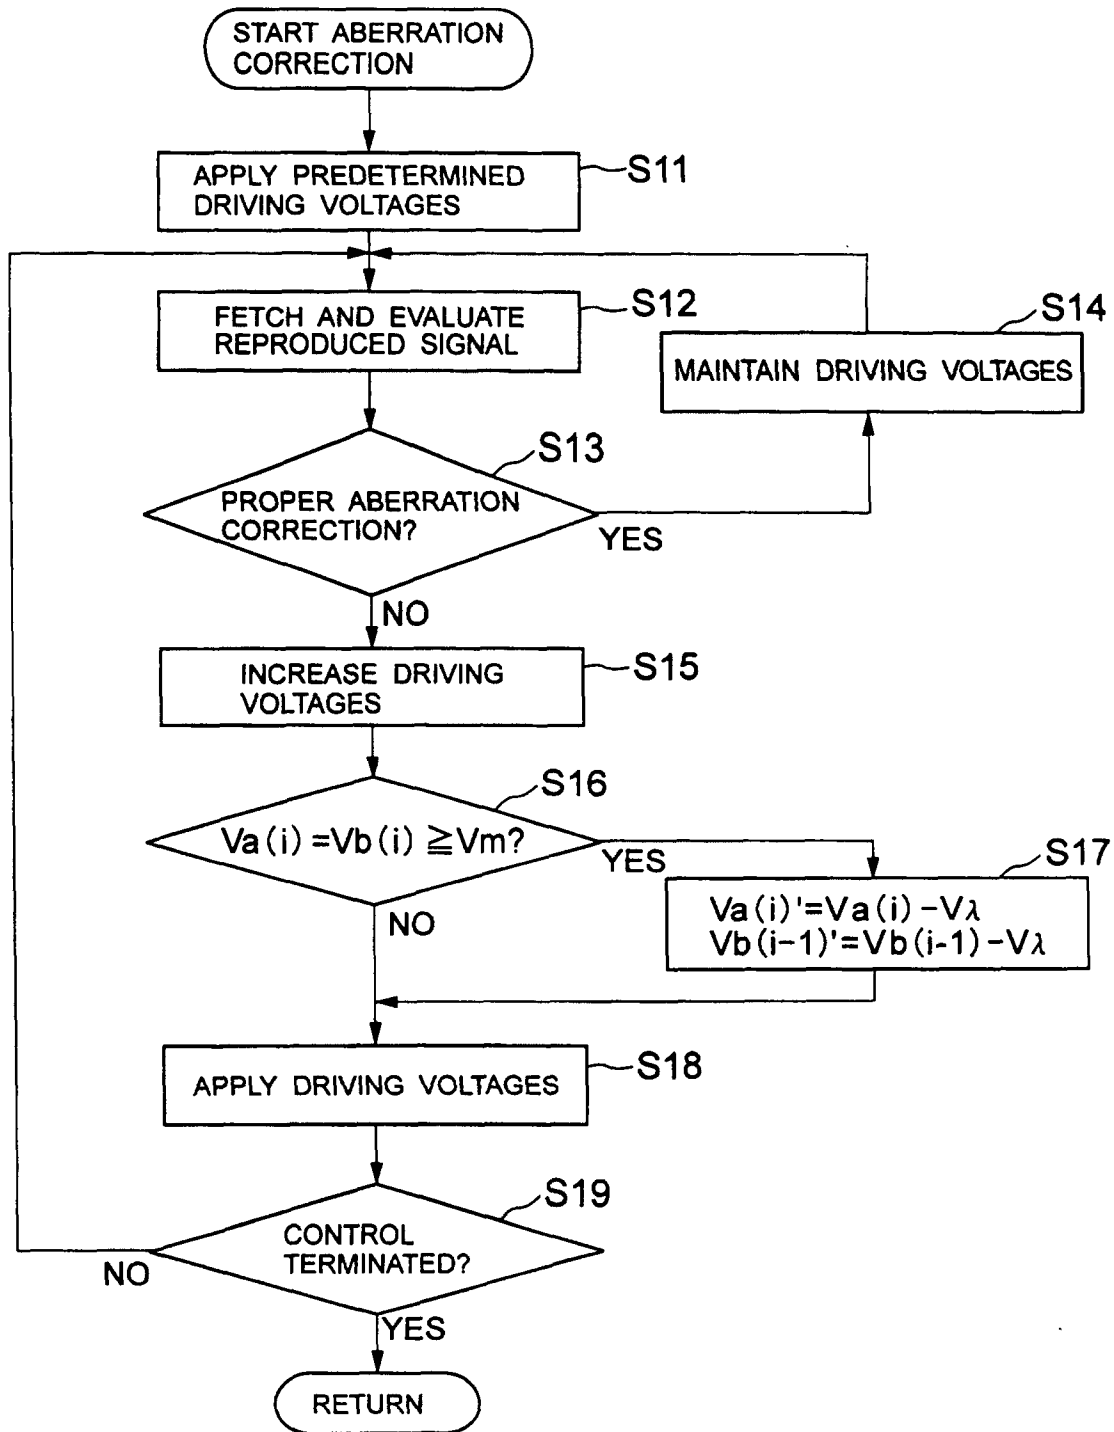 START ABERRATION
CORRECTION
APPLY PREDETERMINED
DRIVING VOLTAGES
S11
FETCH AND EVALUATE
REPRODUCED SIGNAL
S12
MAINTAIN DRIVING VOLTAGES
S14
PROPER ABERRATION
CORRECTION?
S13
YES
NO
INCREASE DRIVING
VOLTAGES
S15
Va(i)=Vb(i)≧Vm?
S16
YES
NO
Va(i)'=Va(i)-Vλ
Vb(i-1)'=Vb(i-1)-Vλ
S17
APPLY DRIVING VOLTAGES
S18
CONTROL
TERMINATED?
S19
NO
YES
RETURN